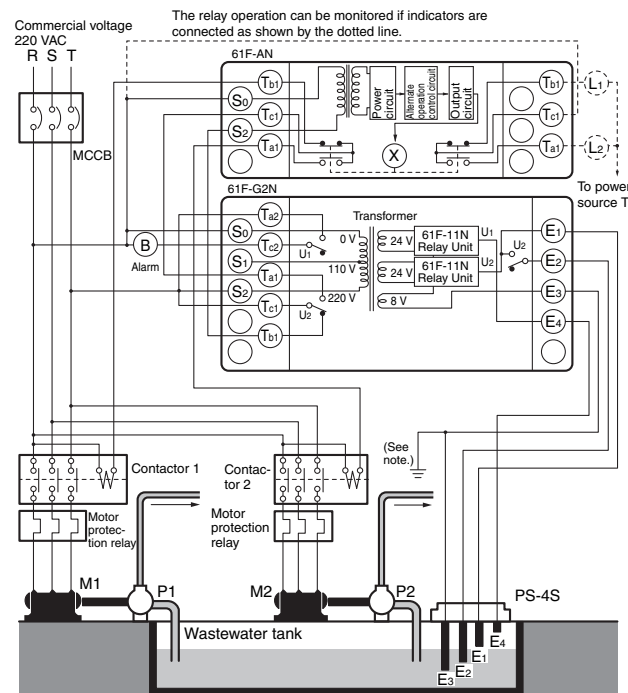 The relay operation can be monitored if indicators are
connected as shown by the dotted line.
Commercial voltage
220 VAC
R S T
MCCB
61F-AN
Tb1
S0
Tc1
S2
Ta1
Power
circuit
Alternate
operation
control circuit
Output
circuit
X
Tb1
Tc1
Ta1
L1
L2
To power
source T
61F-G2N
Ta2
S0
Tc2
S1
Ta1
S2
Tc1
Tb1
B
Alarm
U1
U2
Transformer
0 V
110 V
220 V
24 V
24 V
8 V
61F-11N
Relay Unit
61F-11N
Relay Unit
U1
U2
U2
E1
E2
E3
E4
(See
note.)
Contactor 1
Contac-
tor 2
Motor
protec-
tion relay
Motor
protection
relay
M1
P1
M2
P2
PS-4S
Wastewater tank
E4
E1
E2
E3